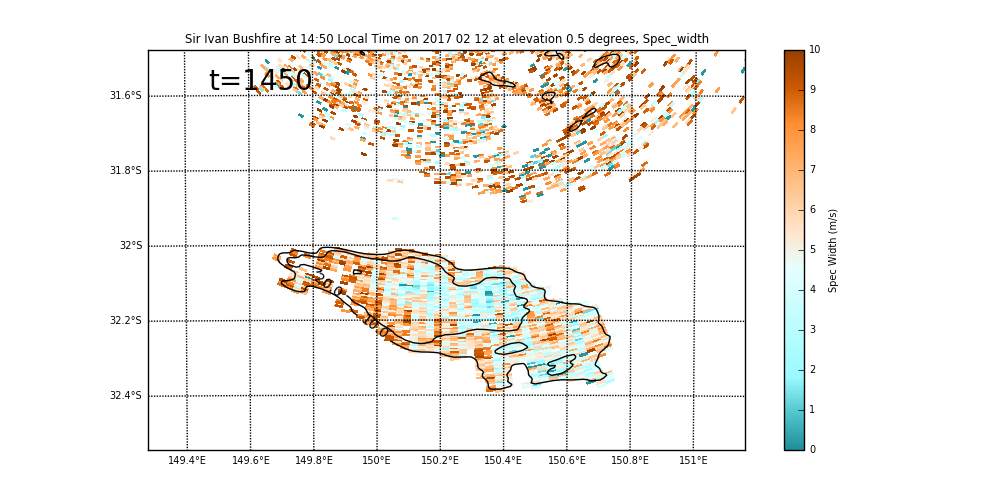 Sir Ivan Bushfire at 14:50 Local Time on 2017 02 12 at elevation 0.5 degrees, Spec_width
t=1450
31.6°S
31.8°S
32°S
32.2°S
32.4°S
10.0
149.4°E 149.6°E 149.8°E 150°E 150.2°E 150.4°E 150.6°E 150.8°E 151°E
10
9
8
7
6
5
4
3
2
1
0
Spec Width (m/s)